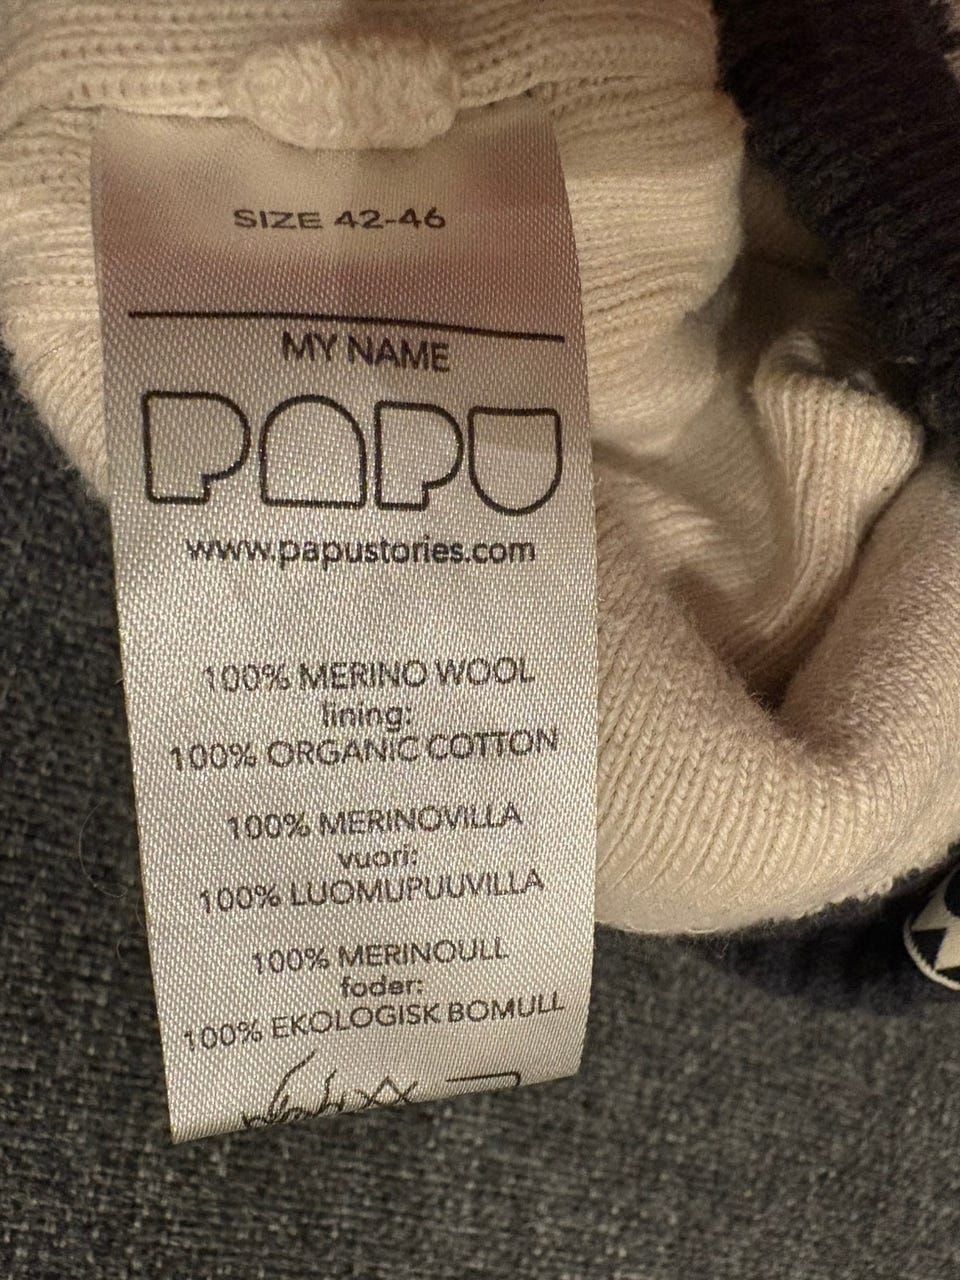 SIZE 42-46
MY NAME
PAPU
www.papustories.com
100% MERINO WOOL
lining:
100% ORGANIC COTTON
100% MERINOVILLA
vuori:
100% LUOMUPUUVILLA
100% MERINOULL
foder:
100% EKOLOGISK BOMULL